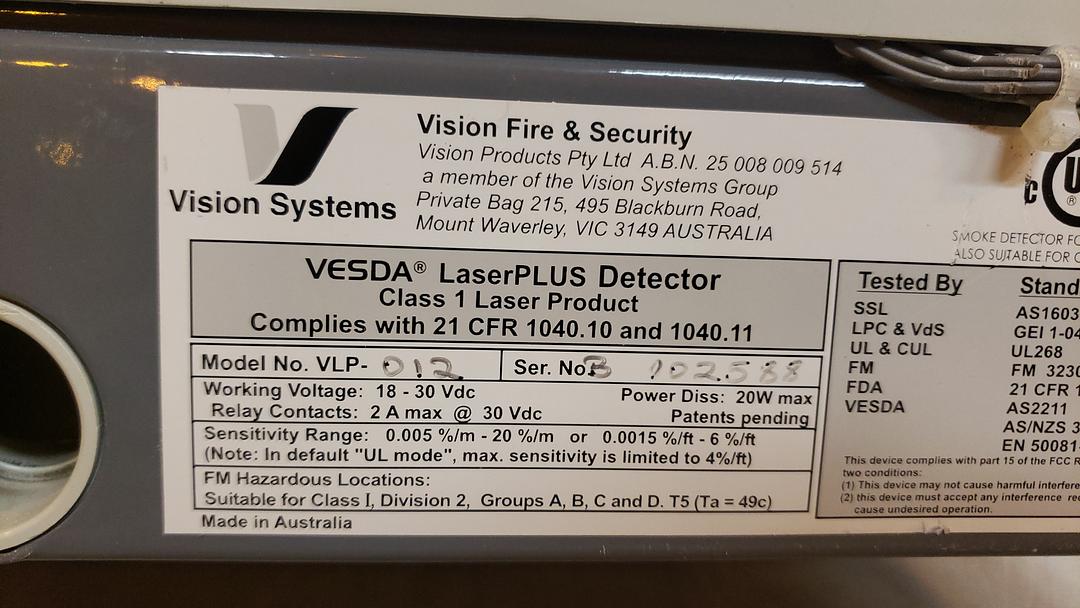 Vision Systems
Vision Fire & Security
Vision Products Pty Ltd A.B.N. 25 008 009 514
a member of the Vision Systems Group
Private Bag 215, 495 Blackburn Road,
Mount Waverley, VIC 3149 AUSTRALIA
VESDA® LaserPLUS Detector
Class 1 Laser Product
Complies with 21 CFR 1040.10 and 1040.11
Model No. VLP- 012 Ser. No. B 102588
Working Voltage: 18 - 30 Vdc Power Diss: 20W max
Relay Contacts: 2 A max @ 30 Vdc Patents pending
Sensitivity Range: 0.005 %/m - 20 %/m or 0.0015 %/ft - 6 %/ft
(Note: In default "UL mode", max. sensitivity is limited to 4%/ft)
FM Hazardous Locations:
Suitable for Class I, Division 2, Groups A, B, C and D. T5 (Ta = 49c)
Made in Australia
C U ®
SMOKE DETECTOR FO
ALSO SUITABLE FOR C
Tested By Stand
SSL AS1603
LPC & VdS GEI 1-04
UL & CUL UL268
FM FM 3230
FDA 21 CFR 1
VESDA AS2211
AS/NZS 3
EN 50081-
This device complies with part 15 of the FCC R
two conditions:
(1) This device may not cause harmful interfere
(2) this device must accept any interference rec
cause undesired operation.